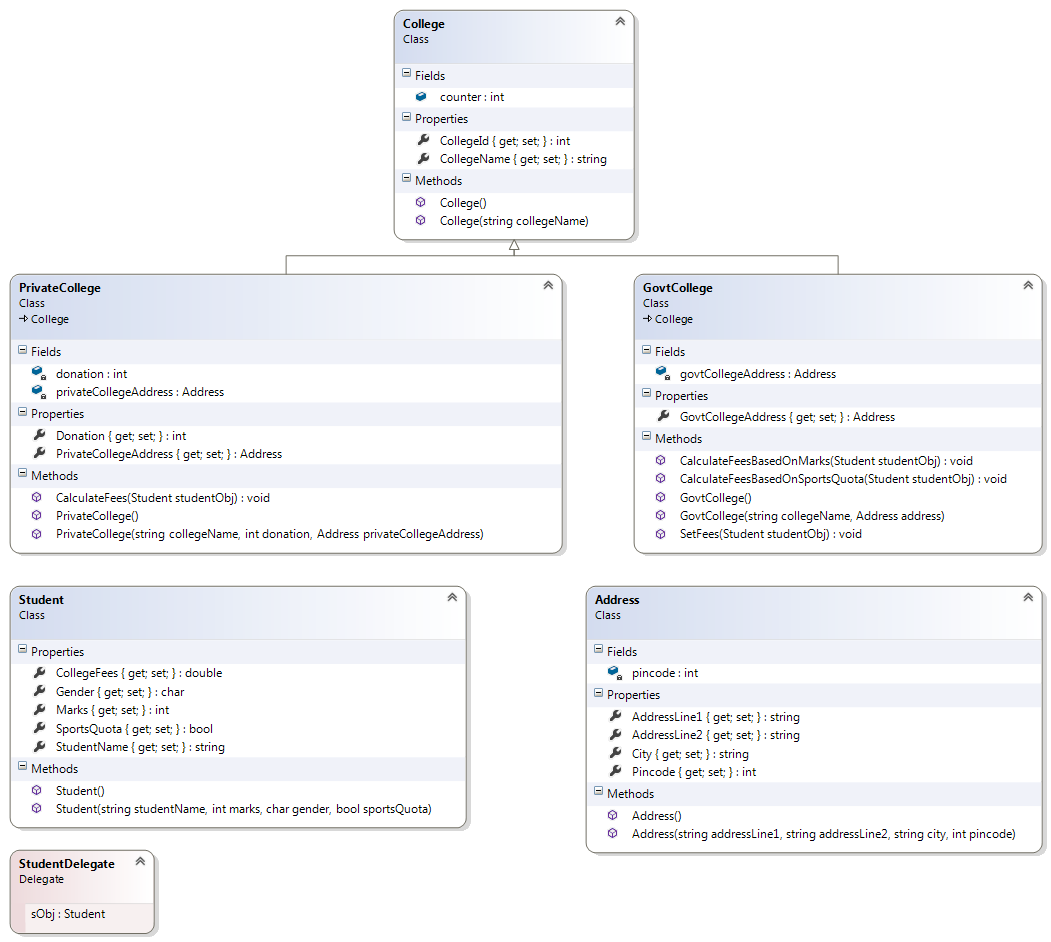 College
Class
Fields
counter : int
Properties
CollegeId { get; set; } : int
CollegeName { get; set; } : string
Methods
College()
College(string collegeName)
PrivateCollege
Class
College
Fields
donation : int
privateCollegeAddress : Address
Properties
Donation { get; set; } : int
PrivateCollegeAddress { get; set; } : Address
Methods
CalculateFees(Student studentObj) : void
PrivateCollege()
PrivateCollege(string collegeName, int donation, Address privateCollegeAddress)
GovtCollege
Class
College
Fields
govtCollegeAddress : Address
Properties
GovtCollegeAddress { get; set; } : Address
Methods
CalculateFeesBasedOnMarks(Student studentObj) : void
CalculateFeesBasedOnSportsQuota(Student studentObj) : void
GovtCollege()
GovtCollege(string collegeName, Address address)
SetFees(Student studentObj) : void
Student
Class
Properties
CollegeFees { get; set; } : double
Gender { get; set; } : char
Marks { get; set; } : int
SportsQuota { get; set; } : bool
StudentName { get; set; } : string
Methods
Student()
Student(string studentName, int marks, char gender, bool sportsQuota)
Address
Class
Fields
pincode : int
Properties
AddressLine1 { get; set; } : string
AddressLine2 { get; set; } : string
City { get; set; } : string
Pincode { get; set; } : int
Methods
Address()
Address(string addressLine1, string addressLine2, string city, int pincode)
StudentDelegate
Delegate
sObj : Student